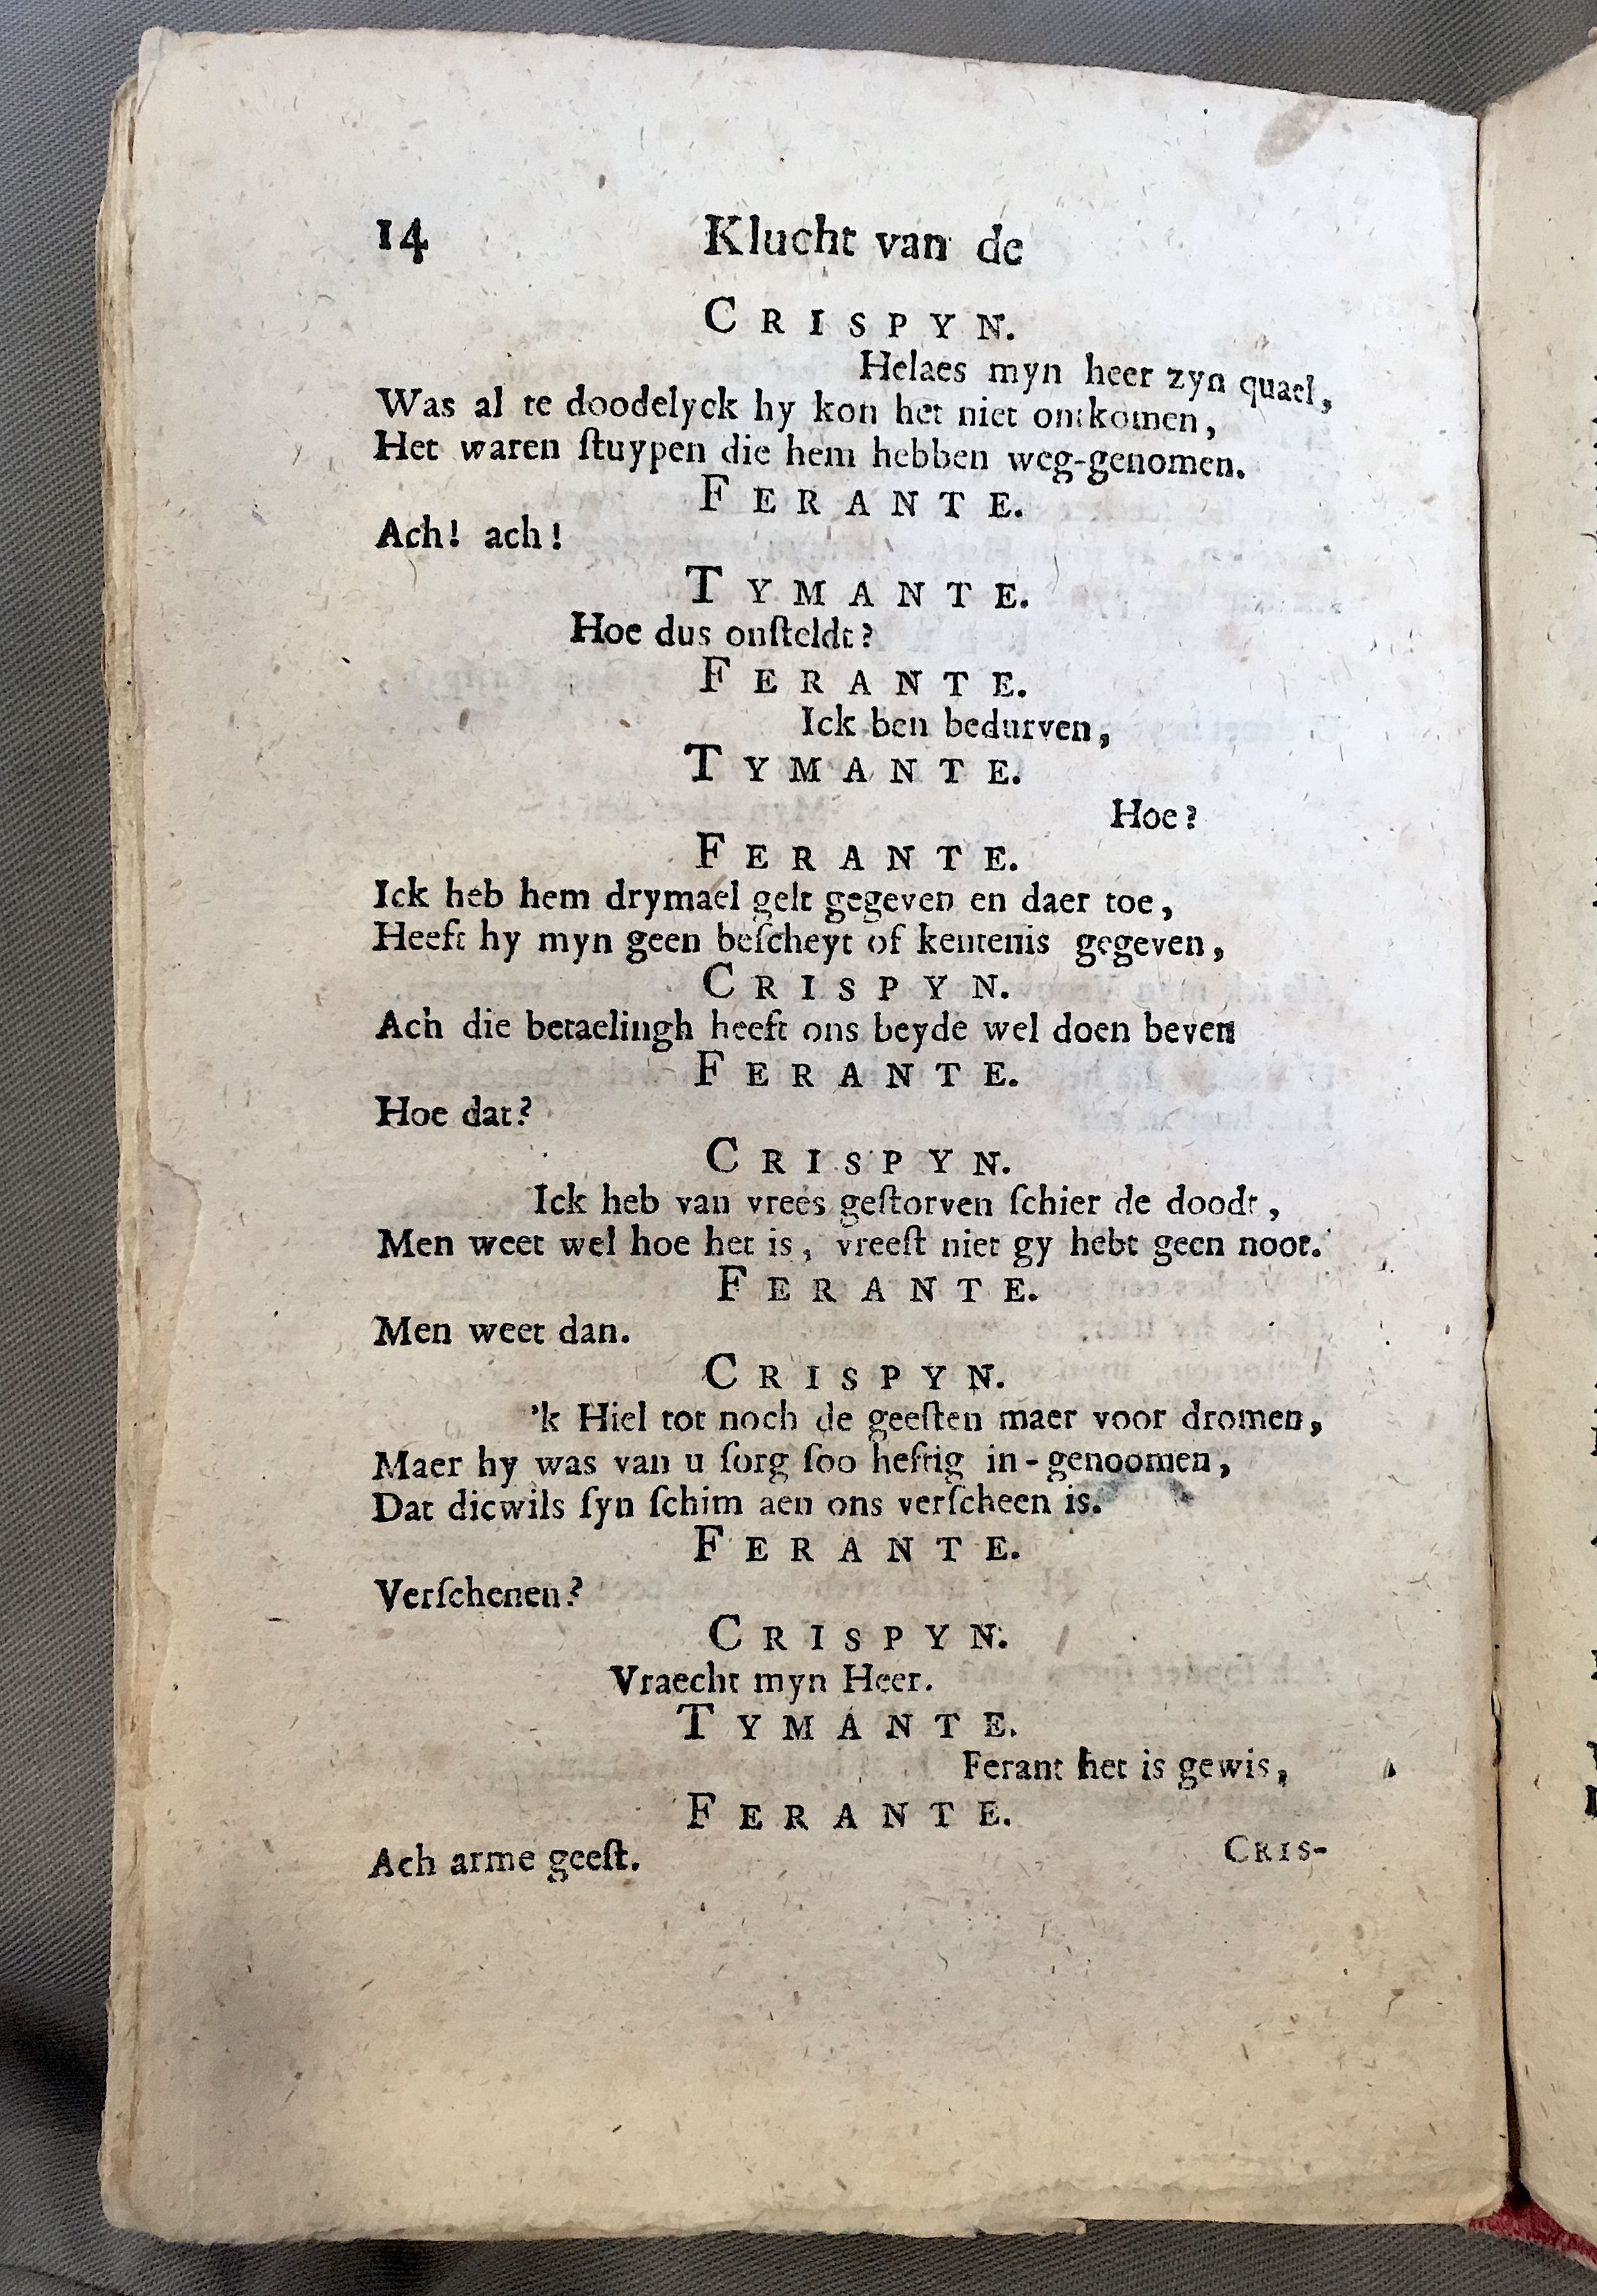 14 Klucht van de
CRISPYN.
Helaes myn heer zyn quael,
Was al te doodelyck hy kon het niet omkomen,
Het waren ſtuypen die hem hebben weg-genomen.
FERANTE.
Ach! ach!
TYMANTE.
Hoe dus onſteldt?
FERANTE.
Ick ben bedurven,
TYMANTE.
Hoe?
FERANTE.
Ick heb hem drymael gelt gegeven en daer toe,
Heeft hy myn geen beſcheyt of kentenis gegeven,
CRISPYN.
Ach die betaelingh heeft ons beyde wel doen beven
FERANTE.
Hoe dat?
CRISPYN.
Ick heb van vrees geſtorven ſchier de doodt,
Men weet wel hoe het is, vreeſt niet gy hebt geen noot.
FERANTE.
Men weet dan.
CRISPYN.
'k Hiel tot noch de geeſten maer voor dromen,
Maer hy was van u ſorg ſoo heftig in-genoomen,
Dat dicwils ſyn ſchim aen ons verſcheen is.
FERANTE.
Verſchenen?
CRISPYN.
Vraecht myn Heer.
TYMANTE.
Ferant het is gewis,
FERANTE.
Ach arme geeſt.
CRIS-